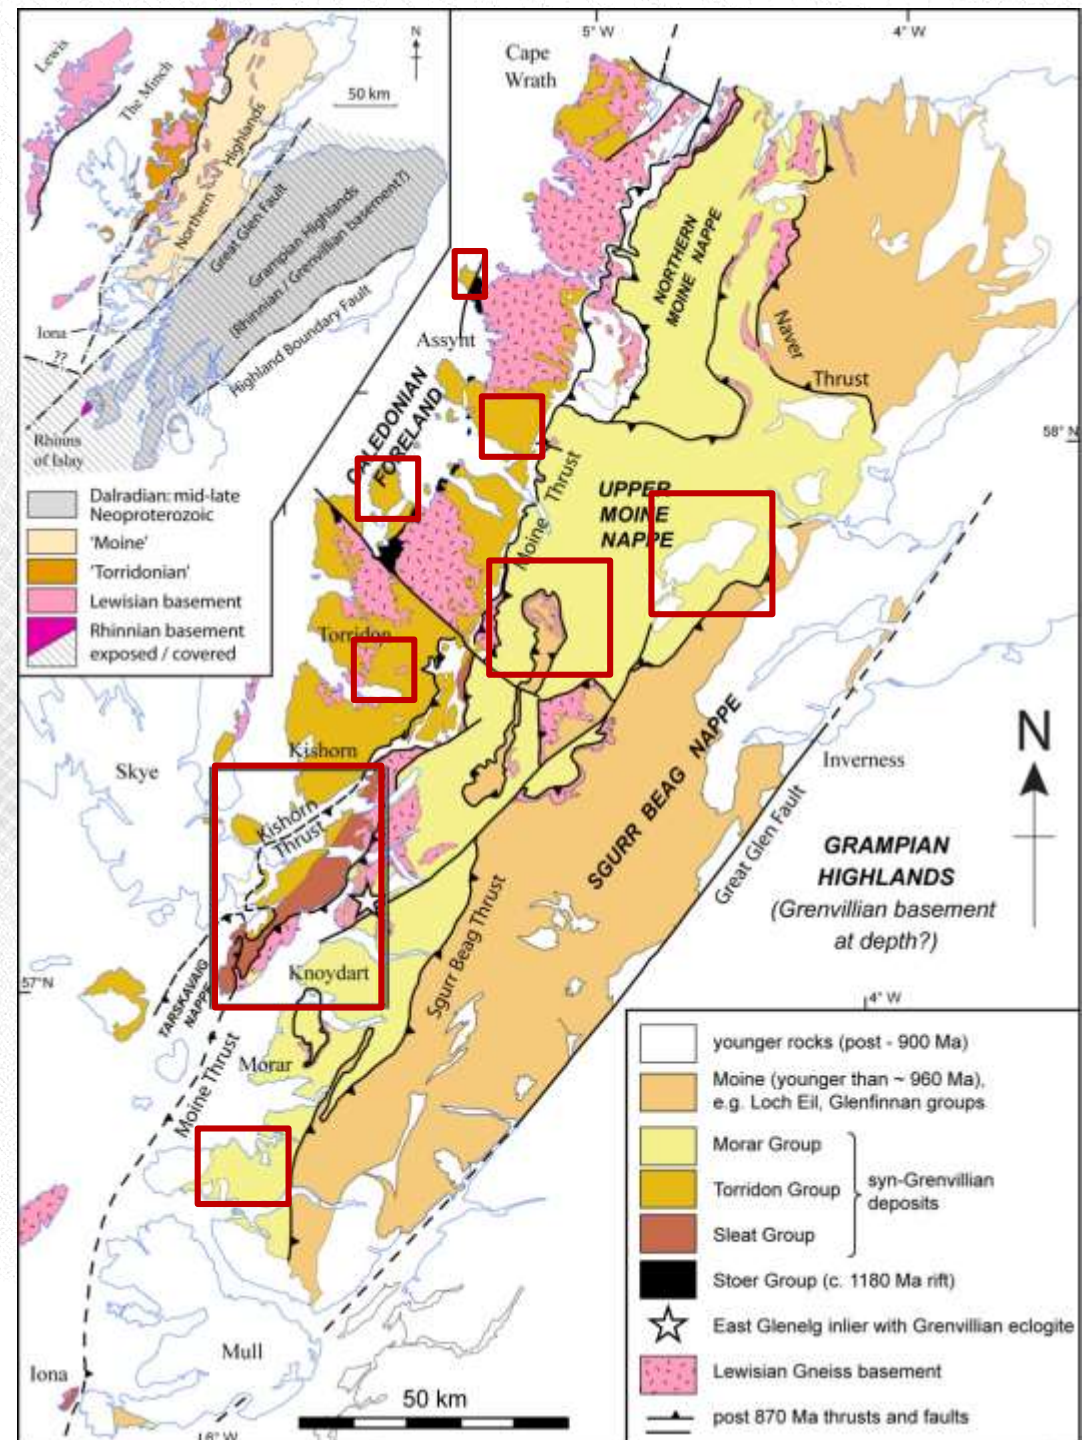 5° W
4° W
Cape
Wrath
N
Lewis
The Minch
50 km
Northern
Highlands
Great Glen Fault
Grampian Highlands
(Rhinnian / Grenvillian basement?)
Highland Boundary Fault
Iona
??
Rhinns
of Islay
Dalradian: mid-late
Neoproterozoic
'Moine'
'Torridonian'
Lewisian basement
Rhinnian basement
exposed / covered
NORTHERN
MOINE NAPPE
Assynt
Naver
Thrust
CALEDONIAN
FORELAND
58° N
Moine Thrust
UPPER
MOINE
NAPPE
Torridon
Kishorn
Skye
Kishorn
Thrust
SGURR BEAG NAPPE
N
Inverness
Great Glen Fault
GRAMPIAN
HIGHLANDS
(Grenvillian basement
at depth?)
Sgurr Beag Thrust
Knoydart
57°N
TARSKAVAIG
NAPPE
4° W
Moine Thrust
Morar
Mull
Iona
50 km
6° W
younger rocks (post - 900 Ma)
Moine (younger than ~ 960 Ma),
e.g. Loch Eil, Glenfinnan groups
Morar Group
Torridon Group
syn-Grenvillian
deposits
Sleat Group
Stoer Group (c. 1180 Ma rift)
East Glenelg inlier with Grenvillian eclogite
Lewisian Gneiss basement
post 870 Ma thrusts and faults